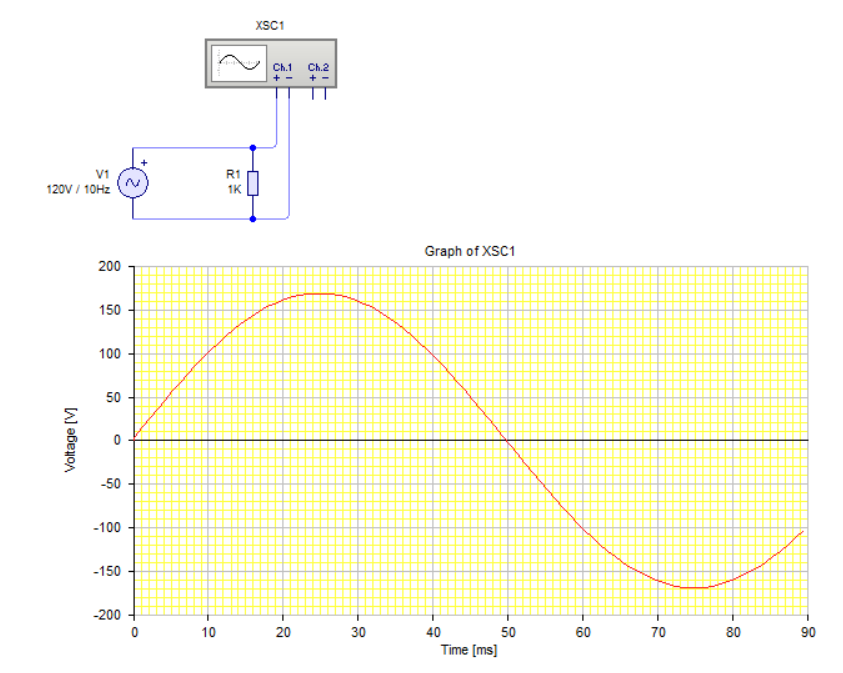 XSC1
Ch.1 Ch.2
+ − + −
+
V1
120V / 10Hz
R1
1K
Graph of XSC1
Voltage [V]
200
150
100
50
0
-50
-100
-150
-200
0 10 20 30 40 50 60 70 80 90
Time [ms]